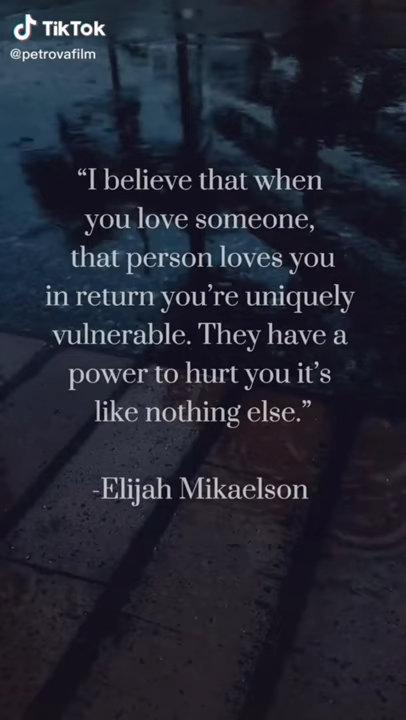 TikTok
@petrovafilm
“I believe that when
you love someone,
that person loves you
in return you’re uniquely
vulnerable. They have a
power to hurt you it’s
like nothing else.”
-Elijah Mikaelson